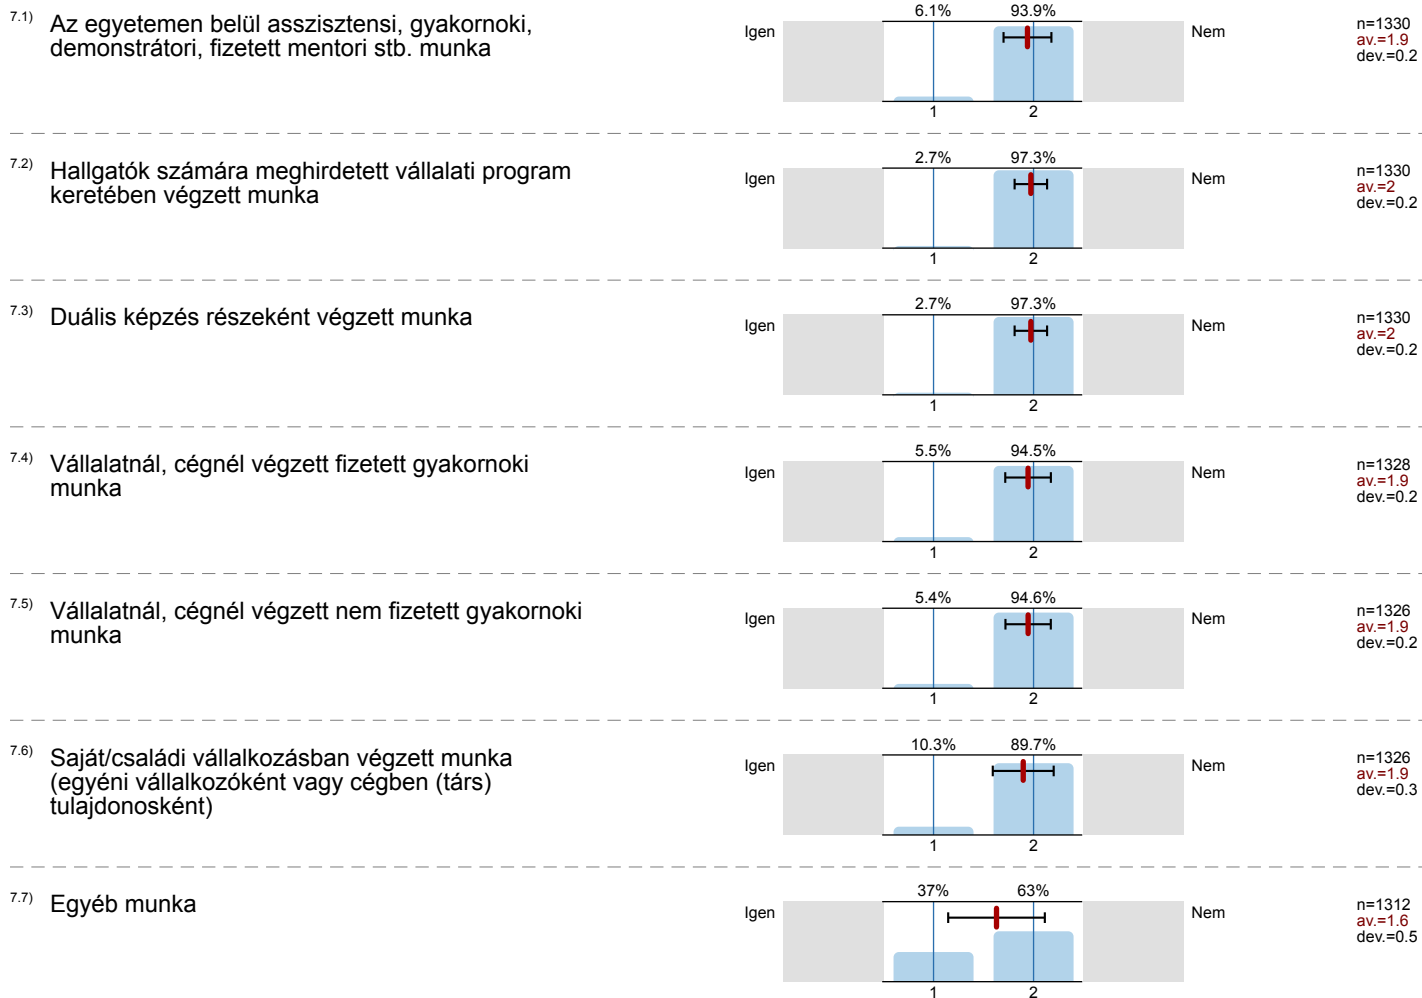 7.1) Az egyetemen belül asszisztensi, gyakornoki,
demonstrátori, fizetett mentori stb. munka
6.1% 93.9%
Igen
Nem
1 2
n=1330
av.=1.9
dev.=0.2
7.2) Hallgatók számára meghirdetett vállalati program
keretében végzett munka
2.7% 97.3%
Igen
Nem
1 2
n=1330
av.=2
dev.=0.2
7.3) Duális képzés részeként végzett munka
2.7% 97.3%
Igen
Nem
1 2
n=1330
av.=2
dev.=0.2
7.4) Vállalatnál, cégnél végzett fizetett gyakornoki
munka
5.5% 94.5%
Igen
Nem
1 2
n=1328
av.=1.9
dev.=0.2
7.5) Vállalatnál, cégnél végzett nem fizetett gyakornoki
munka
5.4% 94.6%
Igen
Nem
1 2
n=1326
av.=1.9
dev.=0.2
7.6) Saját/családi vállalkozásban végzett munka
(egyéni vállalkozóként vagy cégben (társ)
tulajdonosként)
10.3% 89.7%
Igen
Nem
1 2
n=1326
av.=1.9
dev.=0.3
7.7) Egyéb munka
37% 63%
Igen
Nem
1 2
n=1312
av.=1.6
dev.=0.5